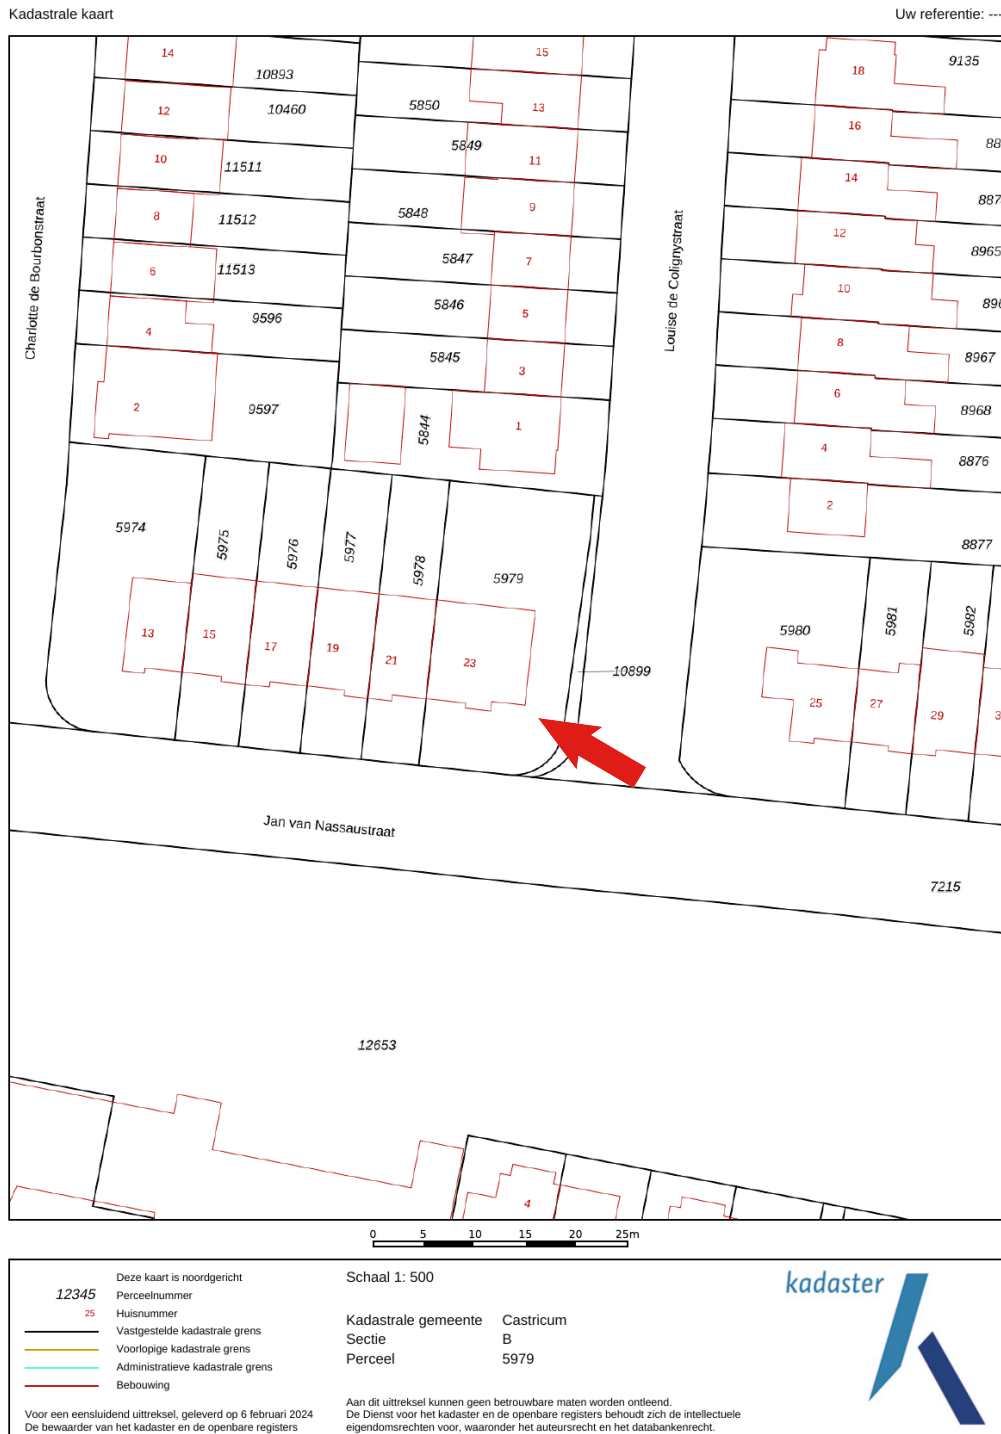 Kadastrale kaart
Uw referentie: ---
14
10893
15
18
9135
12
10460
5850
13
16
10
11511
5849
11
14
8
11512
5848
9
12
8965
6
11513
5847
7
10
4
9596
5846
5
8
8967
2
9597
5845
3
6
8968
5844
1
4
8876
2
8877
Charlotte de Bourbonstraat
Louise de Colignystraat
5974
5975
5976
5977
5978
5979
5980
5981
5982
13
15
17
19
21
23
10899
25
27
29
Jan van Nassaustraat
7215
12653
4
0 5 10 15 20 25m
Deze kaart is noordgericht
12345 Perceelnummer
25 Huisnummer
Vastgestelde kadastrale grens
Voorlopige kadastrale grens
Administratieve kadastrale grens
Bebouwing
Voor een eensluidend uittreksel, geleverd op 6 februari 2024
De bewaarder van het kadaster en de openbare registers
Schaal 1: 500
Kadastrale gemeente Castricum
Sectie B
Perceel 5979
Aan dit uittreksel kunnen geen betrouwbare maten worden ontleend.
De Dienst voor het kadaster en de openbare registers behoudt zich de intellectuele
eigendomsrechten voor, waaronder het auteursrecht en het databankenrecht.
kadaster